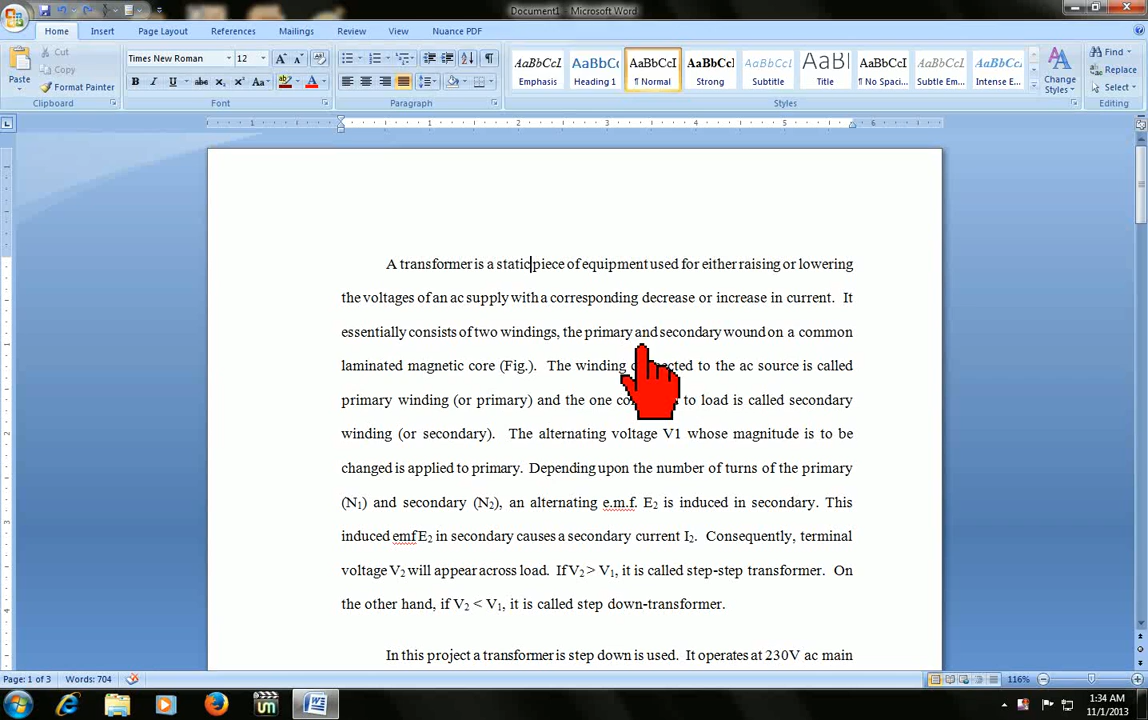 Document1 - Microsoft Word
Home Insert Page Layout References Mailings Review View Nuance PDF
Paste
Cut
Copy
Format Painter
Clipboard
Times New Roman 12
Font
Paragraph
AaBbCcI Emphasis
AaBbCc Heading 1
AaBbCcI ¶ Normal
AaBbCcI Strong
AaBbCcI Subtitle
AaBl Title
AaBbCcI ¶ No Spaci...
AaBbCcI Subtle Em...
AaBbCcI Intense E...
Change Styles
Styles
Find
Replace
Select
Editing
1 1 2 3 4 5 6
A transformer is a static piece of equipment used for either raising or lowering
the voltages of an ac supply with a corresponding decrease or increase in current. It
essentially consists of two windings, the primary and secondary wound on a common
laminated magnetic core (Fig.). The winding to the ac source is called
primary winding (or primary) and the one to load is called secondary
winding (or secondary). The alternating voltage V1 whose magnitude is to be
changed is applied to primary. Depending upon the number of turns of the primary
(N₁) and secondary (N₂), an alternating e.m.f. E₂ is induced in secondary. This
induced emf E₂ in secondary causes a secondary current I₂. Consequently, terminal
voltage V₂ will appear across load. If V₂ > V₁, it is called step-step transformer. On
the other hand, if V₂ < V₁, it is called step down-transformer.
In this project a transformer is step down is used. It operates at 230V ac main
Page: 1 of 3 Words: 704 116%
1:34 AM
11/1/2013